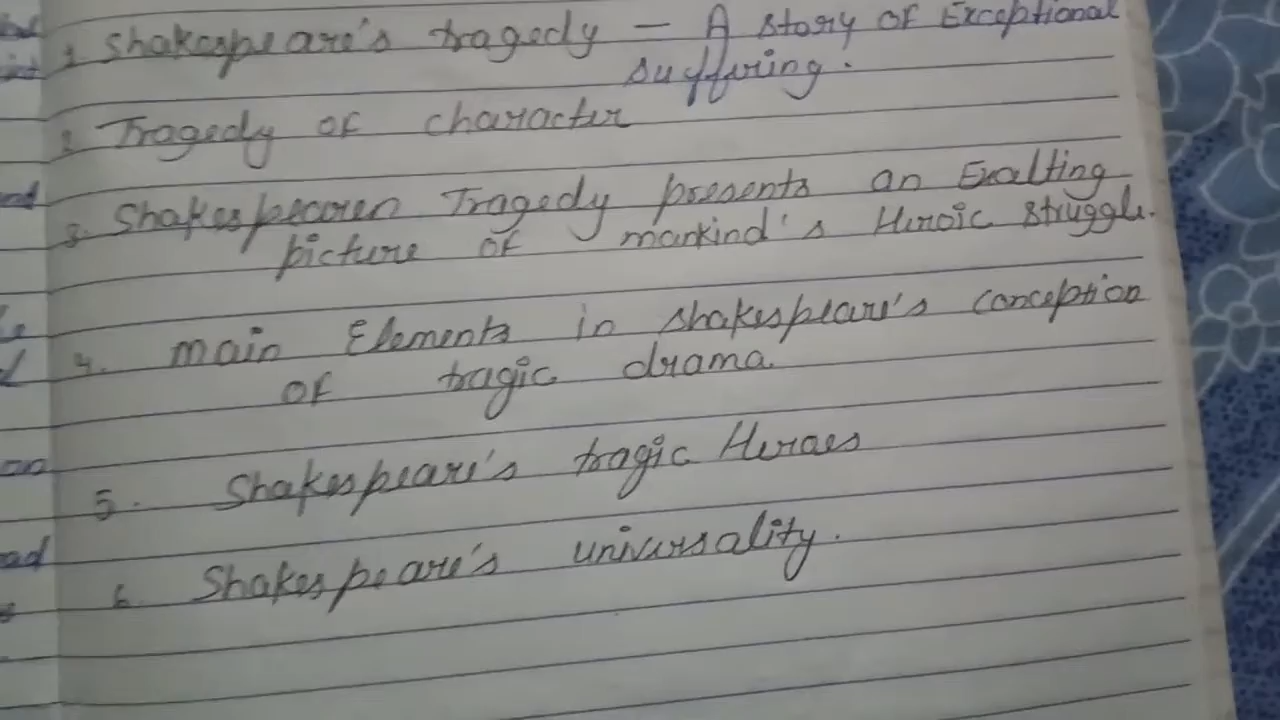 1. Shakespeare's tragedy – A story of Exceptional
suffering.
2. Tragedy of character
3. Shakespearen Tragedy presents an Exalting
picture of mankind's Heroic struggle.
4. main Elements in shakespeare's conception
of tragic drama.
5. Shakespeare's tragic Heroes
6. Shakespeare's universality.